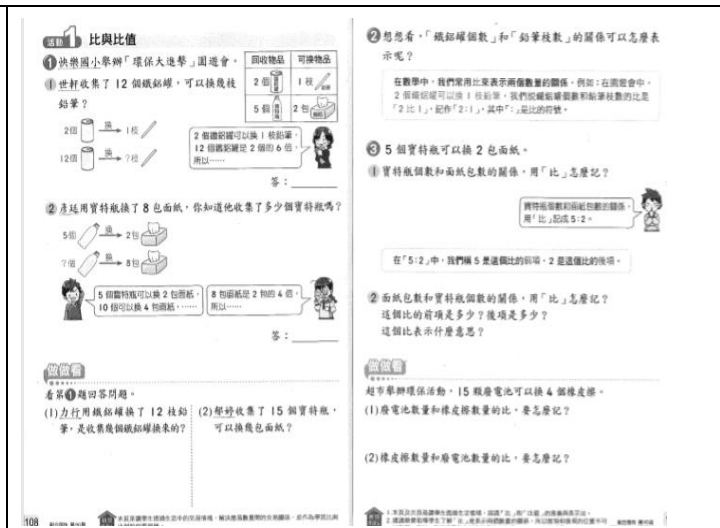 活動1 比與比值
❶快樂國小舉辦「環保大進擊」園遊會。
①世軒收集了12個鐵鋁罐，可以換幾枝
鉛筆？
回收物品 可換物品
2個 1枝
5個 2包
2個 換 1枝
12個 換 ?枝
2個鐵鋁罐可以換1枝鉛筆，
12個鐵鋁罐是2個的6倍，
所以……
答：
②彥廷用寶特瓶換了8包面紙，你知道他收集了多少個寶特瓶嗎？
5個 換 2包
?個 換 8包
5個寶特瓶可以換2包面紙，
10個可以換4包面紙，……
8包面紙是2包的4倍，
所以……
答：
做做看
看第❶題回答問題。
(1)力行用鐵鋁罐換了12枝鉛
筆，是收集幾個鐵鋁罐換來的？
(2)郁婷收集了15個寶特瓶，
可以換幾包面紙？
108
②想想看，「鐵鋁罐個數」和「鉛筆枝數」的關係可以怎麼表
示呢？
在數學中，我們常用比來表示兩個數量的關係，例如：在園遊會中，
2個鐵鋁罐可以換1枝鉛筆，我們說鐵鋁罐個數和鉛筆枝數的比是
「2比1」，記作「2：1」，其中「：」是比的符號。
❸5個寶特瓶可以換2包面紙。
①寶特瓶個數和面紙包數的關係，用「比」怎麼記？
寶特瓶個數和面紙包數的關係，
用「比」記成5：2。
在「5：2」中，我們稱5是這個比的前項，2是這個比的後項。
②面紙包數和寶特瓶個數的關係，用「比」怎麼記？
這個比的前項是多少？後項是多少？
這個比表示什麼意思？
做做看
超市舉辦環保活動，15顆廢電池可以換4個橡皮擦。
(1)廢電池數量和橡皮擦數量的比，要怎麼記？
(2)橡皮擦數量和廢電池數量的比，要怎麼記？